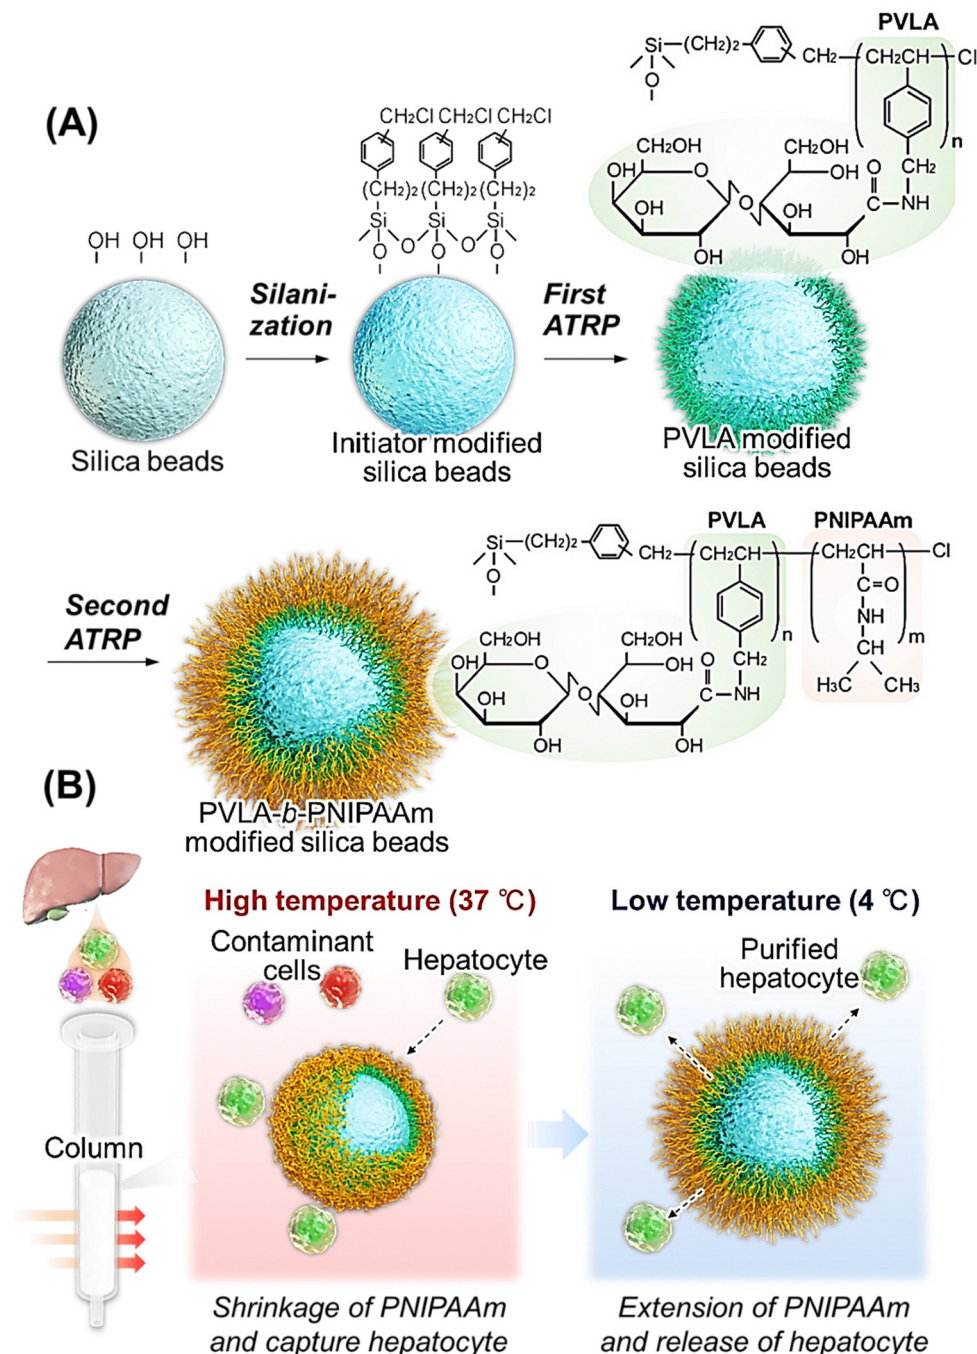 PVLA
Si—(CH2)2
CH2
CH2CH
Cl
O
n
(A)
CH2Cl CH2Cl CH2Cl
(CH2)2(CH2)2(CH2)2
Si Si Si
O O
O O O
CH2OH
CH2OH
OH
O
OH
O
CH2
OH
O
OH
C—NH
OH
OH
OH OH OH
Silani-
zation
First
ATRP
Silica beads
Initiator modified
silica beads
PVLA modified
silica beads
PVLA
PNIPAAm
Si—(CH2)2
CH2
CH2CH
CH2CH
Cl
O
C=O
NH
CH
H3C
CH3
n
m
Second
ATRP
CH2OH
CH2OH
OH
O
OH
O
CH2
OH
O
OH
C—NH
OH
OH
PVLA-b-PNIPAAm
modified silica beads
(B)
High temperature (37 ℃)
Low temperature (4 ℃)
Contaminant
cells
Hepatocyte
Purified
hepatocyte
Column
Shrinkage of PNIPAAm
and capture hepatocyte
Extension of PNIPAAm
and release of hepatocyte